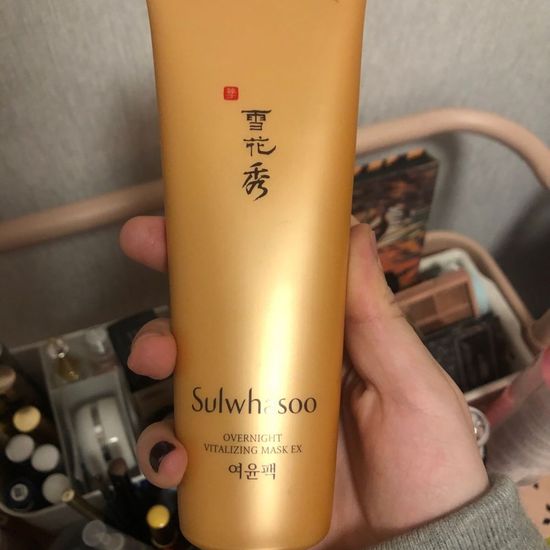 雪
花
秀
Sulwhasoo
OVERNIGHT
VITALIZING MASK EX
여윤팩